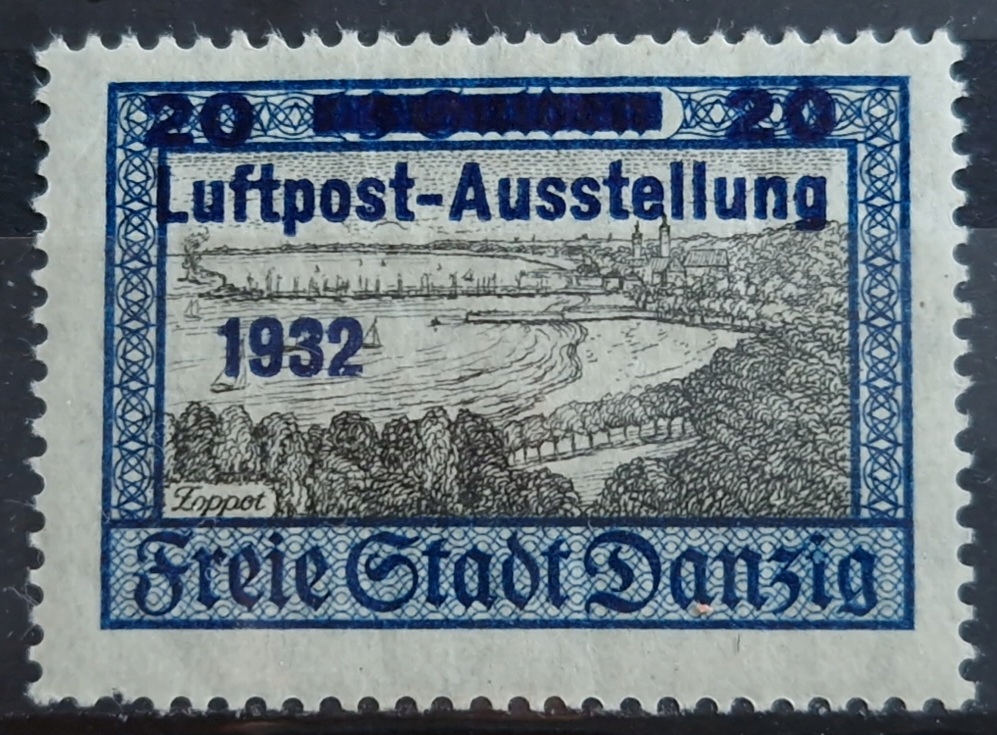 20 20
Luftpost-Ausstellung
1932
Zoppot
Freie Stadt Danzig